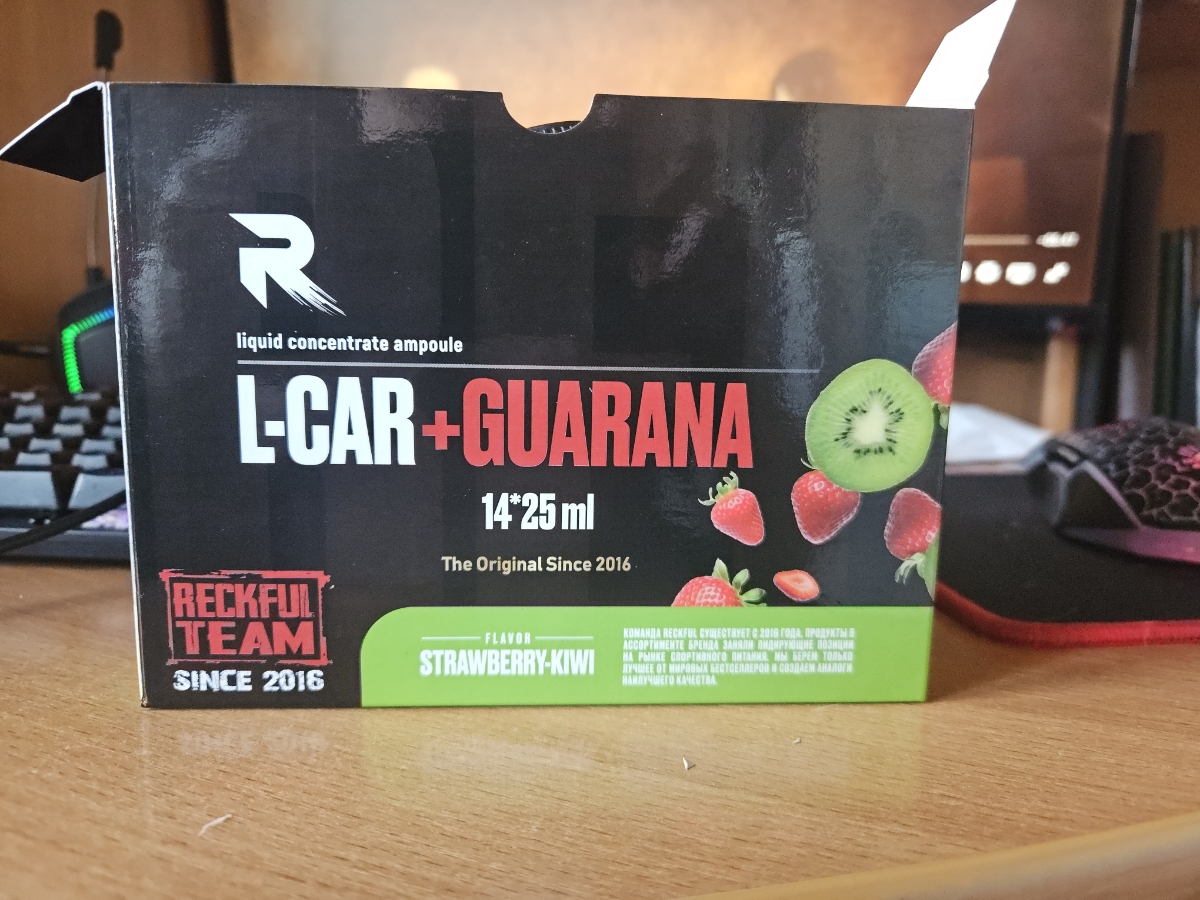 liquid concentrate ampoule
L-CAR+GUARANA
14*25 ml
The Original Since 2016
RECKFUL
TEAM
SINCE 2016
FLAVOR
STRAWBERRY-KIWI
КОМАНДА RECKFUL СУЩЕСТВУЕТ С 2016 ГОДА. ПРОДУКТЫ В
АССОРТИМЕНТЕ БРЕНДА ЗАНЯЛИ ЛИДИРУЮЩИЕ ПОЗИЦИИ
НА РЫНКЕ СПОРТИВНОГО ПИТАНИЯ. МЫ БЕРЕМ ТОЛЬКО
ЛУЧШЕЕ ОТ МИРОВЫХ БЕСТСЕЛЛЕРОВ И СОЗДАЕМ АНАЛОГИ
НАИЛУЧШЕГО КАЧЕСТВА.